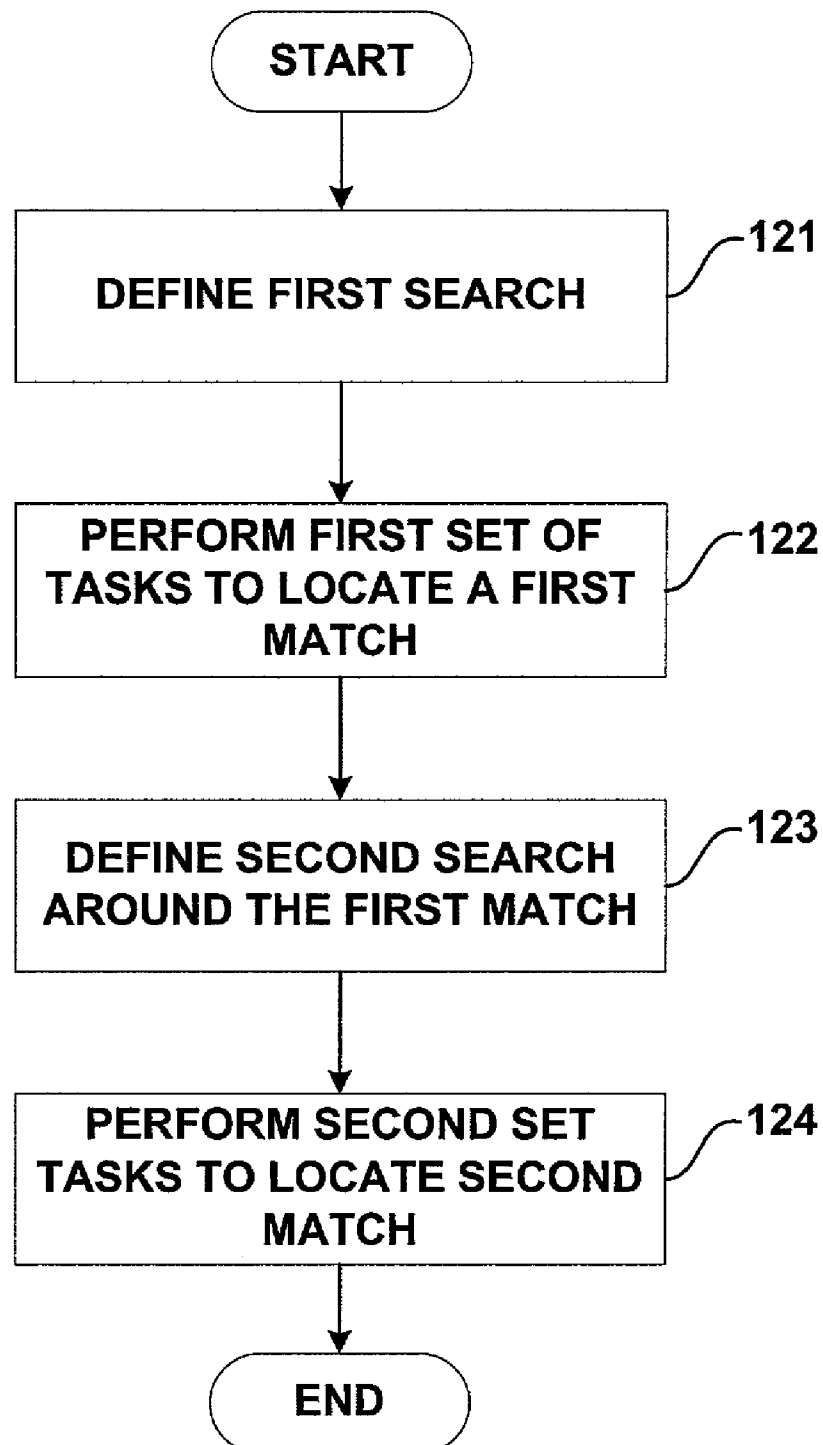 START
DEFINE FIRST SEARCH
121
PERFORM FIRST SET OF
TASKS TO LOCATE A FIRST
MATCH
122
DEFINE SECOND SEARCH
AROUND THE FIRST MATCH
123
PERFORM SECOND SET
TASKS TO LOCATE SECOND
MATCH
124
END